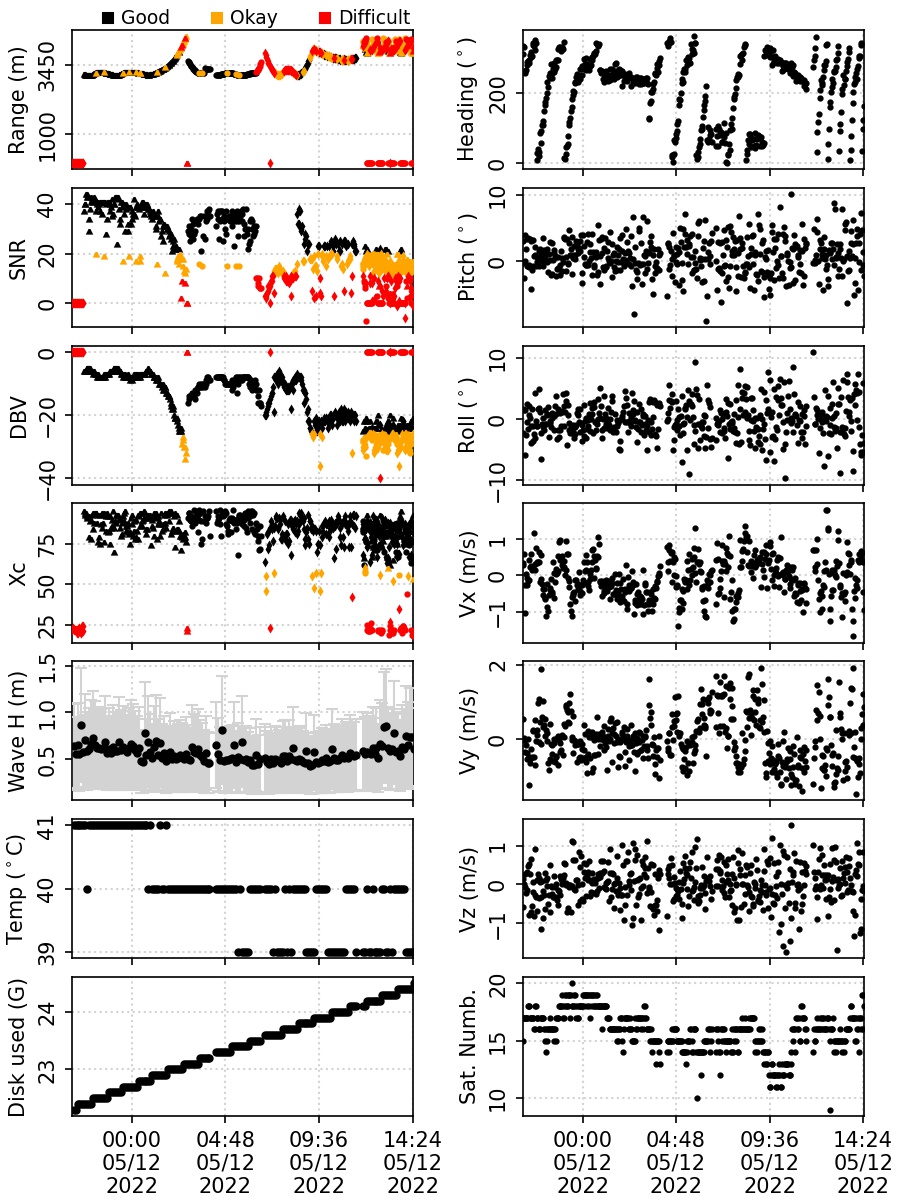 Good Okay Difficult
Range (m)
3450
1000
Heading (°)
200
0
SNR
40
20
0
Pitch (°)
10
0
DBV
0
−20
−40
Roll (°)
10
0
−10
Xc
75
50
25
Vx (m/s)
1
0
−1
Wave H (m)
1.5
1.0
0.5
Vy (m/s)
2
0
Temp (°C)
41
40
39
Vz (m/s)
1
0
−1
Disk used (G)
24
23
Sat. Numb.
20
15
10
00:00 04:48 09:36 14:24
05/12 05/12 05/12 05/12
2022 2022 2022 2022
00:00 04:48 09:36 14:24
05/12 05/12 05/12 05/12
2022 2022 2022 2022